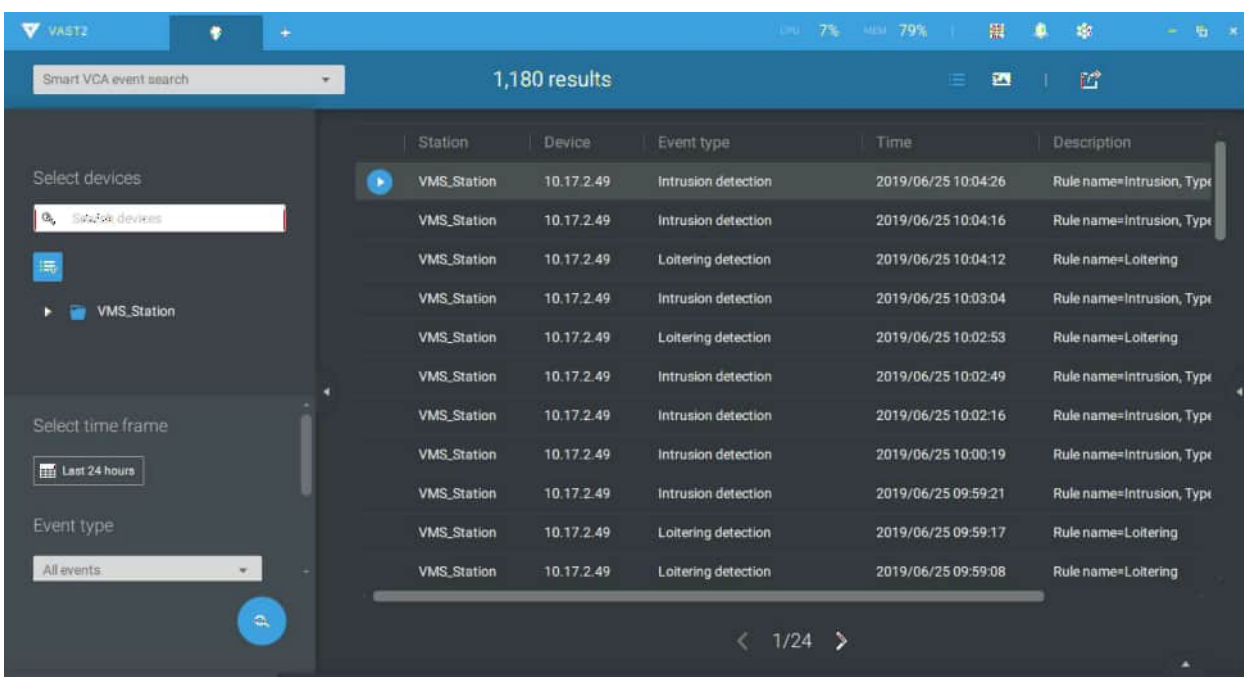 VAST2
CPU 7% MEM 79%
Smart VCA event search
1,180 results
Select devices
Search devices
VMS_Station
Select time frame
Last 24 hours
Event type
All events
Station Device Event type Time Description
VMS_Station 10.17.2.49 Intrusion detection 2019/06/25 10:04:26 Rule name=Intrusion, Type
VMS_Station 10.17.2.49 Intrusion detection 2019/06/25 10:04:16 Rule name=Intrusion, Type
VMS_Station 10.17.2.49 Loitering detection 2019/06/25 10:04:12 Rule name=Loitering
VMS_Station 10.17.2.49 Intrusion detection 2019/06/25 10:03:04 Rule name=Intrusion, Type
VMS_Station 10.17.2.49 Loitering detection 2019/06/25 10:02:53 Rule name=Loitering
VMS_Station 10.17.2.49 Intrusion detection 2019/06/25 10:02:49 Rule name=Intrusion, Type
VMS_Station 10.17.2.49 Intrusion detection 2019/06/25 10:02:16 Rule name=Intrusion, Type
VMS_Station 10.17.2.49 Intrusion detection 2019/06/25 10:00:19 Rule name=Intrusion, Type
VMS_Station 10.17.2.49 Intrusion detection 2019/06/25 09:59:21 Rule name=Intrusion, Type
VMS_Station 10.17.2.49 Loitering detection 2019/06/25 09:59:17 Rule name=Loitering
VMS_Station 10.17.2.49 Loitering detection 2019/06/25 09:59:08 Rule name=Loitering
1/24